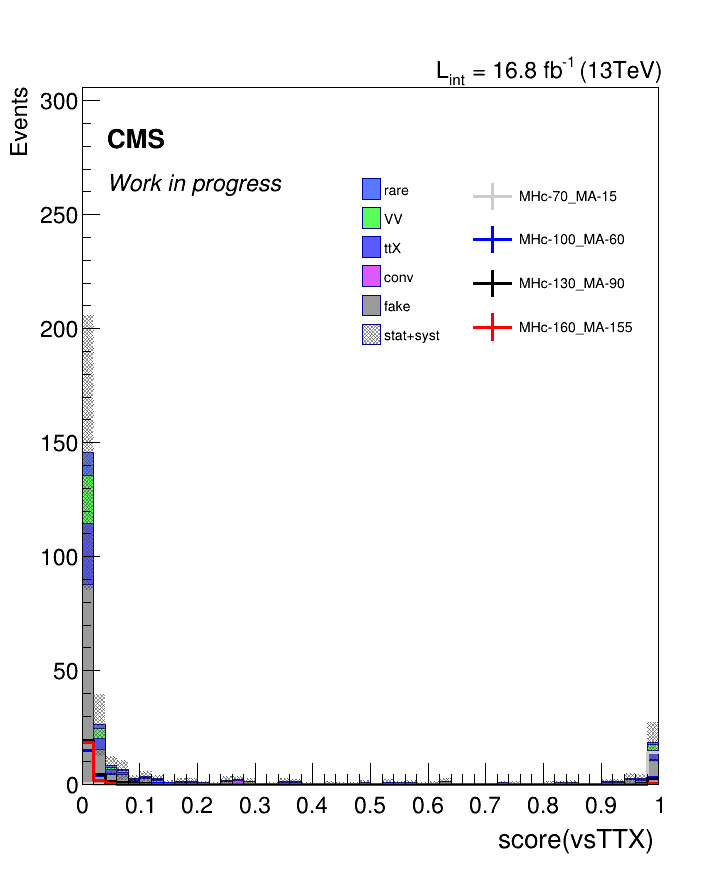 L_int = 16.8 fb^-1 (13TeV)
Events
300
CMS
Work in progress
250
200
150
100
50
0
rare
VV
ttX
conv
fake
stat+syst
MHc-70_MA-15
MHc-100_MA-60
MHc-130_MA-90
MHc-160_MA-155
0 0.1 0.2 0.3 0.4 0.5 0.6 0.7 0.8 0.9 1
score(vsTTX)